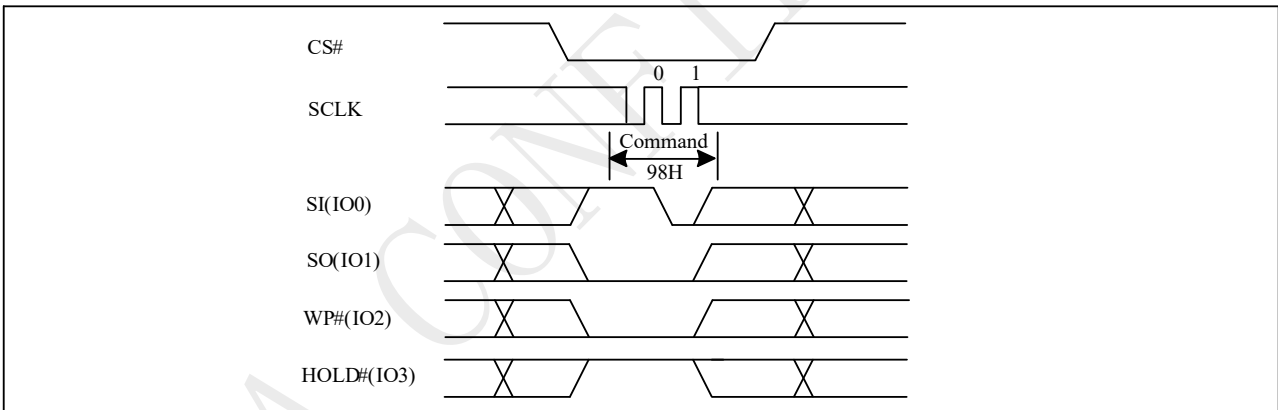 CS#
0 1
SCLK
Command
98H
SI(IO0)
SO(IO1)
WP#(IO2)
HOLD#(IO3)